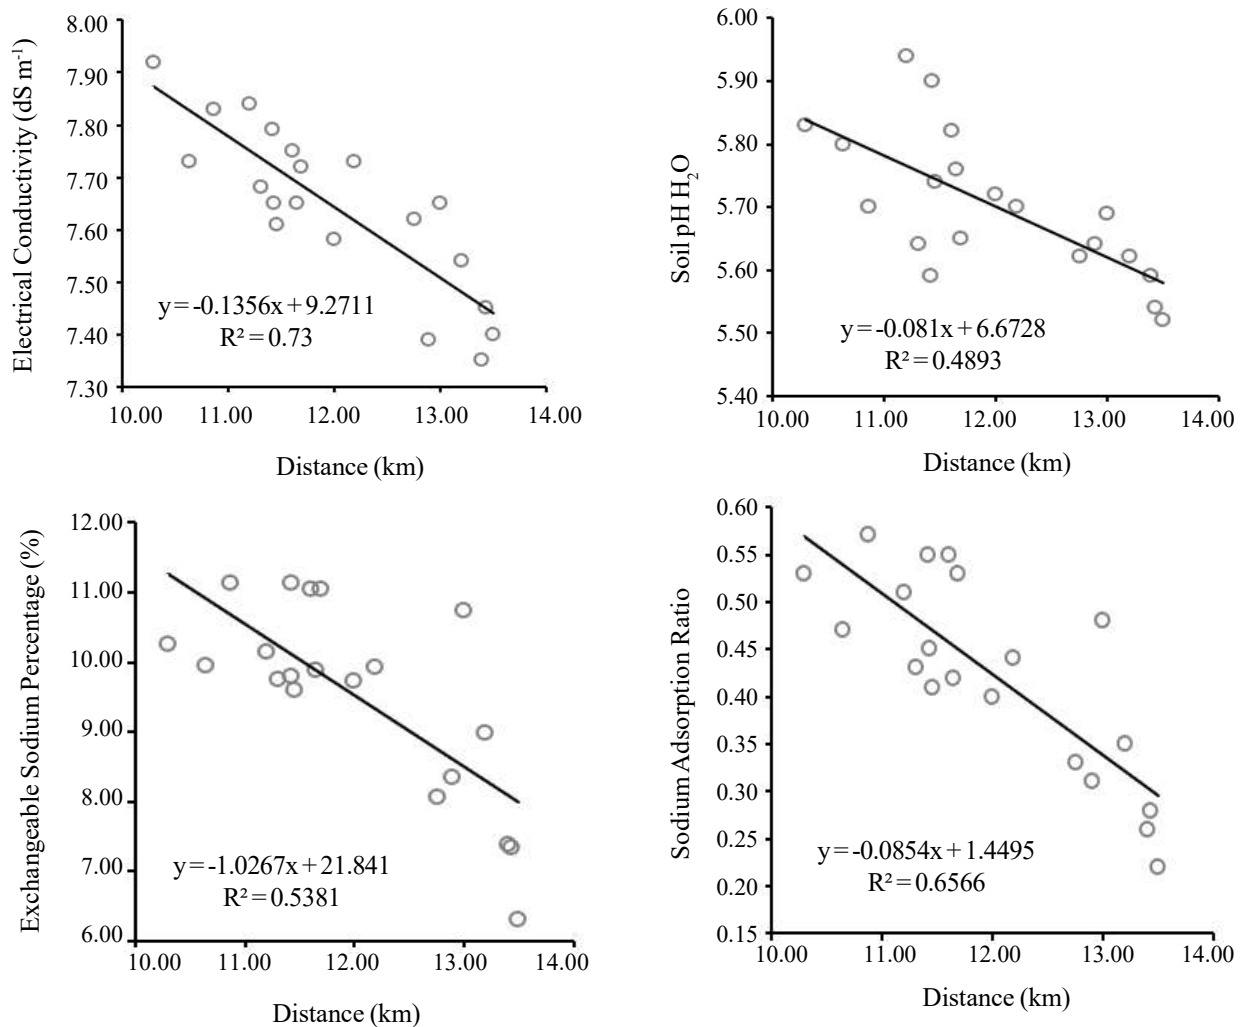 Electrical Conductivity (dS m⁻¹)
8.00
7.90
7.80
7.70
7.60
7.50
7.40
7.30
y=-0.1356x+9.2711
R²=0.73
10.00 11.00 12.00 13.00 14.00
Distance (km)
Soil pH H₂O
6.00
5.90
5.80
5.70
5.60
5.50
5.40
y=-0.081x+6.6728
R²=0.4893
10.00 11.00 12.00 13.00 14.00
Distance (km)
Exchangeable Sodium Percentage (%)
12.00
11.00
10.00
9.00
8.00
7.00
6.00
y=-1.0267x+21.841
R²=0.5381
10.00 11.00 12.00 13.00 14.00
Distance (km)
Sodium Adsorption Ratio
0.60
0.55
0.50
0.45
0.40
0.35
0.30
0.25
0.20
0.15
y=-0.0854x+1.4495
R²=0.6566
10.00 11.00 12.00 13.00 14.00
Distance (km)